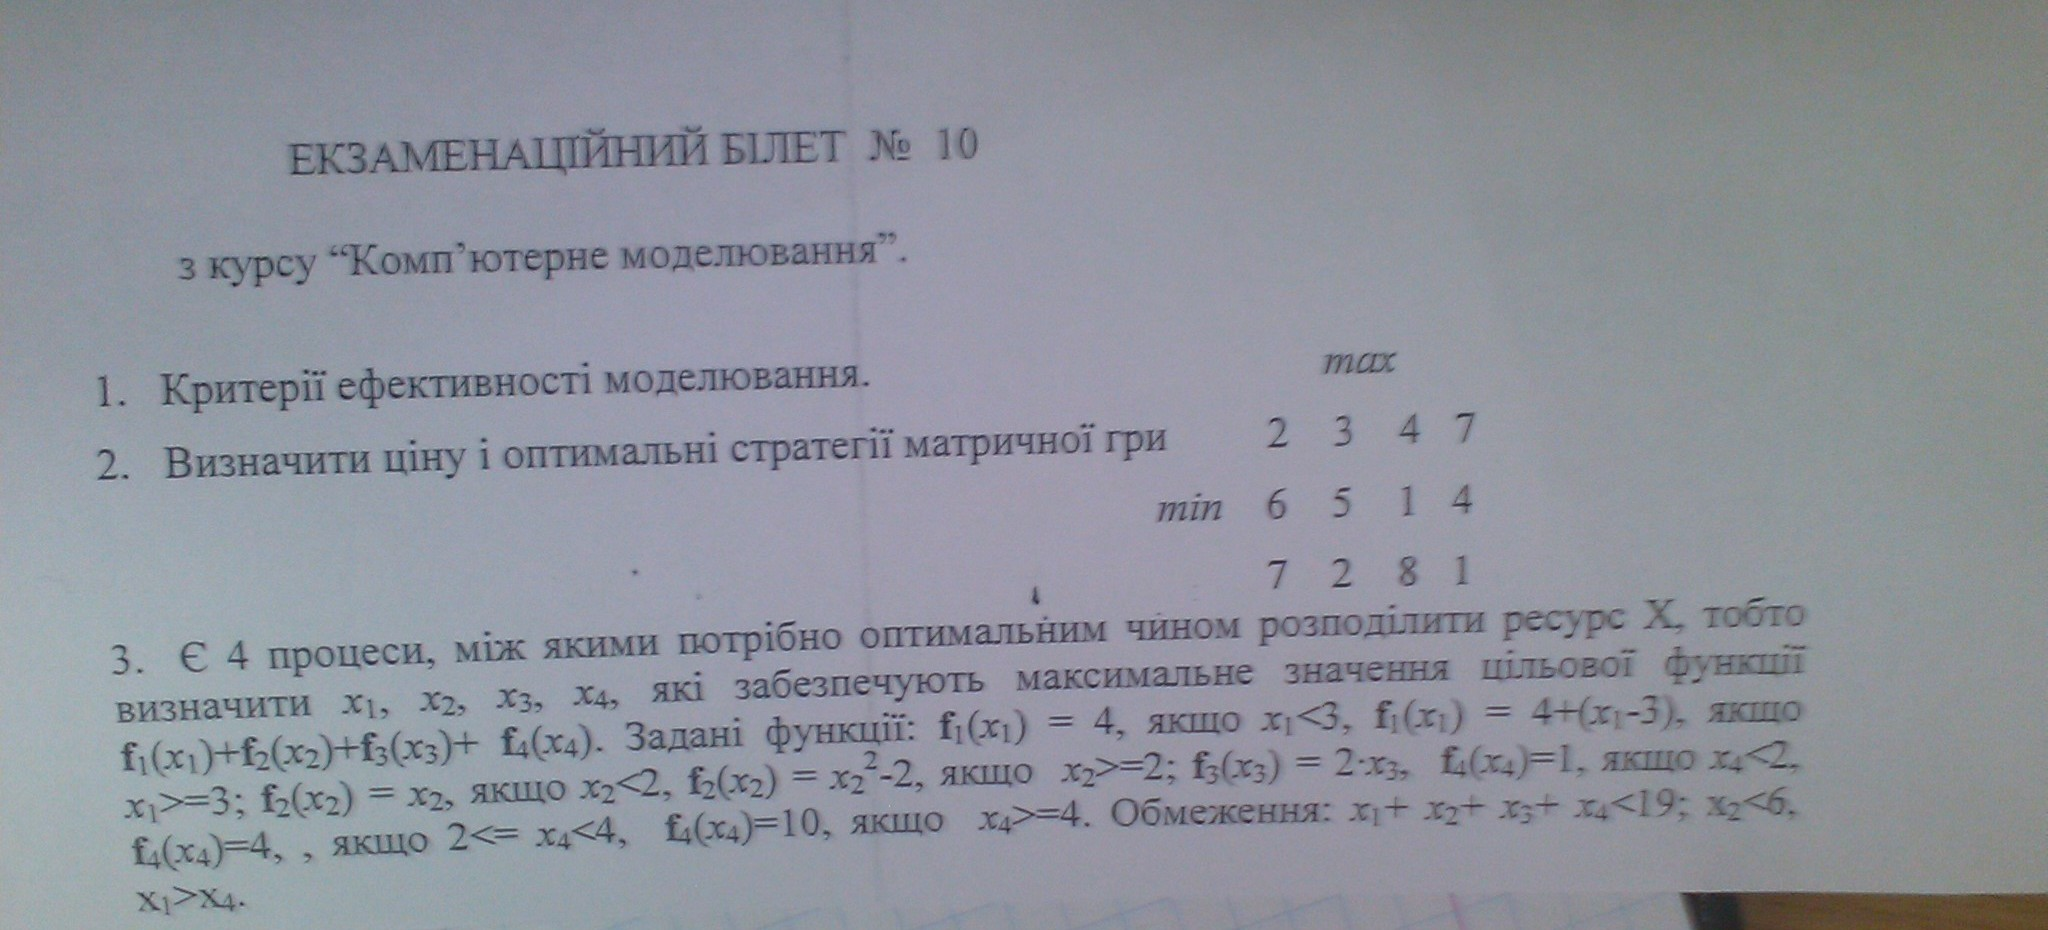 ЕКЗАМЕНАЦІЙНИЙ БІЛЕТ № 10
з курсу “Комп’ютерне моделювання”.
1. Критерії ефективності моделювання.
max
2. Визначити ціну і оптимальні стратегії матричної гри 2 3 4 7
min 6 5 1 4
7 2 8 1
3. Є 4 процеси, між якими потрібно оптимальним чином розподілити ресурс X, тобто
визначити x₁, x₂, x₃, x₄, які забезпечують максимальне значення цільової функції
f₁(x₁)+f₂(x₂)+f₃(x₃)+ f₄(x₄). Задані функції: f₁(x₁) = 4, якщо x₁<3, f₁(x₁) = 4+(x₁-3), якщо
x₁>=3; f₂(x₂) = x₂, якщо x₂<2, f₂(x₂) = x₂²-2, якщо x₂>=2; f₃(x₃) = 2·x₃, f₄(x₄)=1, якщо x₄<2,
f₄(x₄)=4, , якщо 2<= x₄<4, f₄(x₄)=10, якщо x₄>=4. Обмеження: x₁+ x₂+ x₃+ x₄<19; x₂<6,
x₁>x₄.